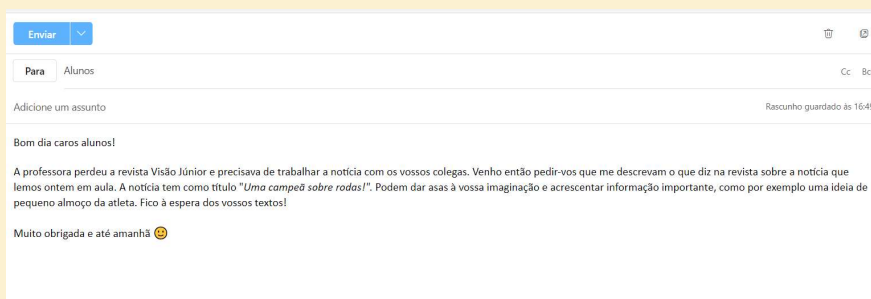 Enviar
Para Alunos Cc Bc
Adicione um assunto Rascunho guardado às 16:49
Bom dia caros alunos!
A professora perdeu a revista Visão Júnior e precisava de trabalhar a notícia com os vossos colegas. Venho então pedir-vos que me descrevam o que diz na revista sobre a notícia que
lemos ontem em aula. A notícia tem como título "Uma campeã sobre rodas!". Podem dar asas à vossa imaginação e acrescentar informação importante, como por exemplo uma ideia de
pequeno almoço da atleta. Fico à espera dos vossos textos!
Muito obrigada e até amanhã